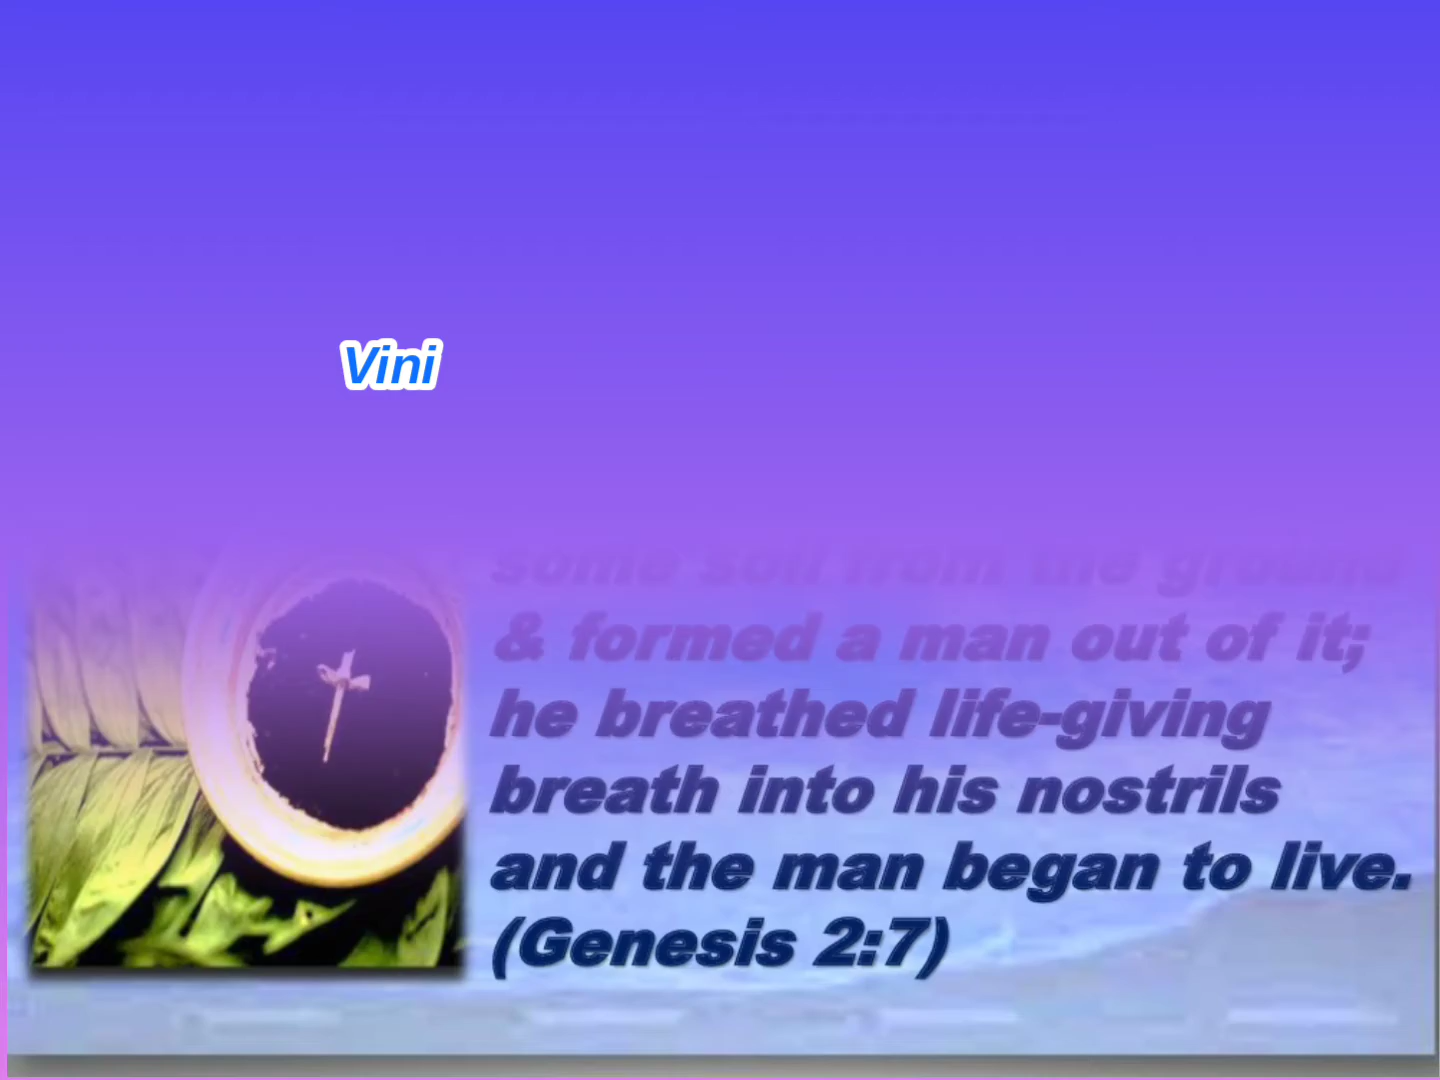 Vini
some soil from the ground
& formed a man out of it;
he breathed life-giving
breath into his nostrils
and the man began to live.
(Genesis 2:7)